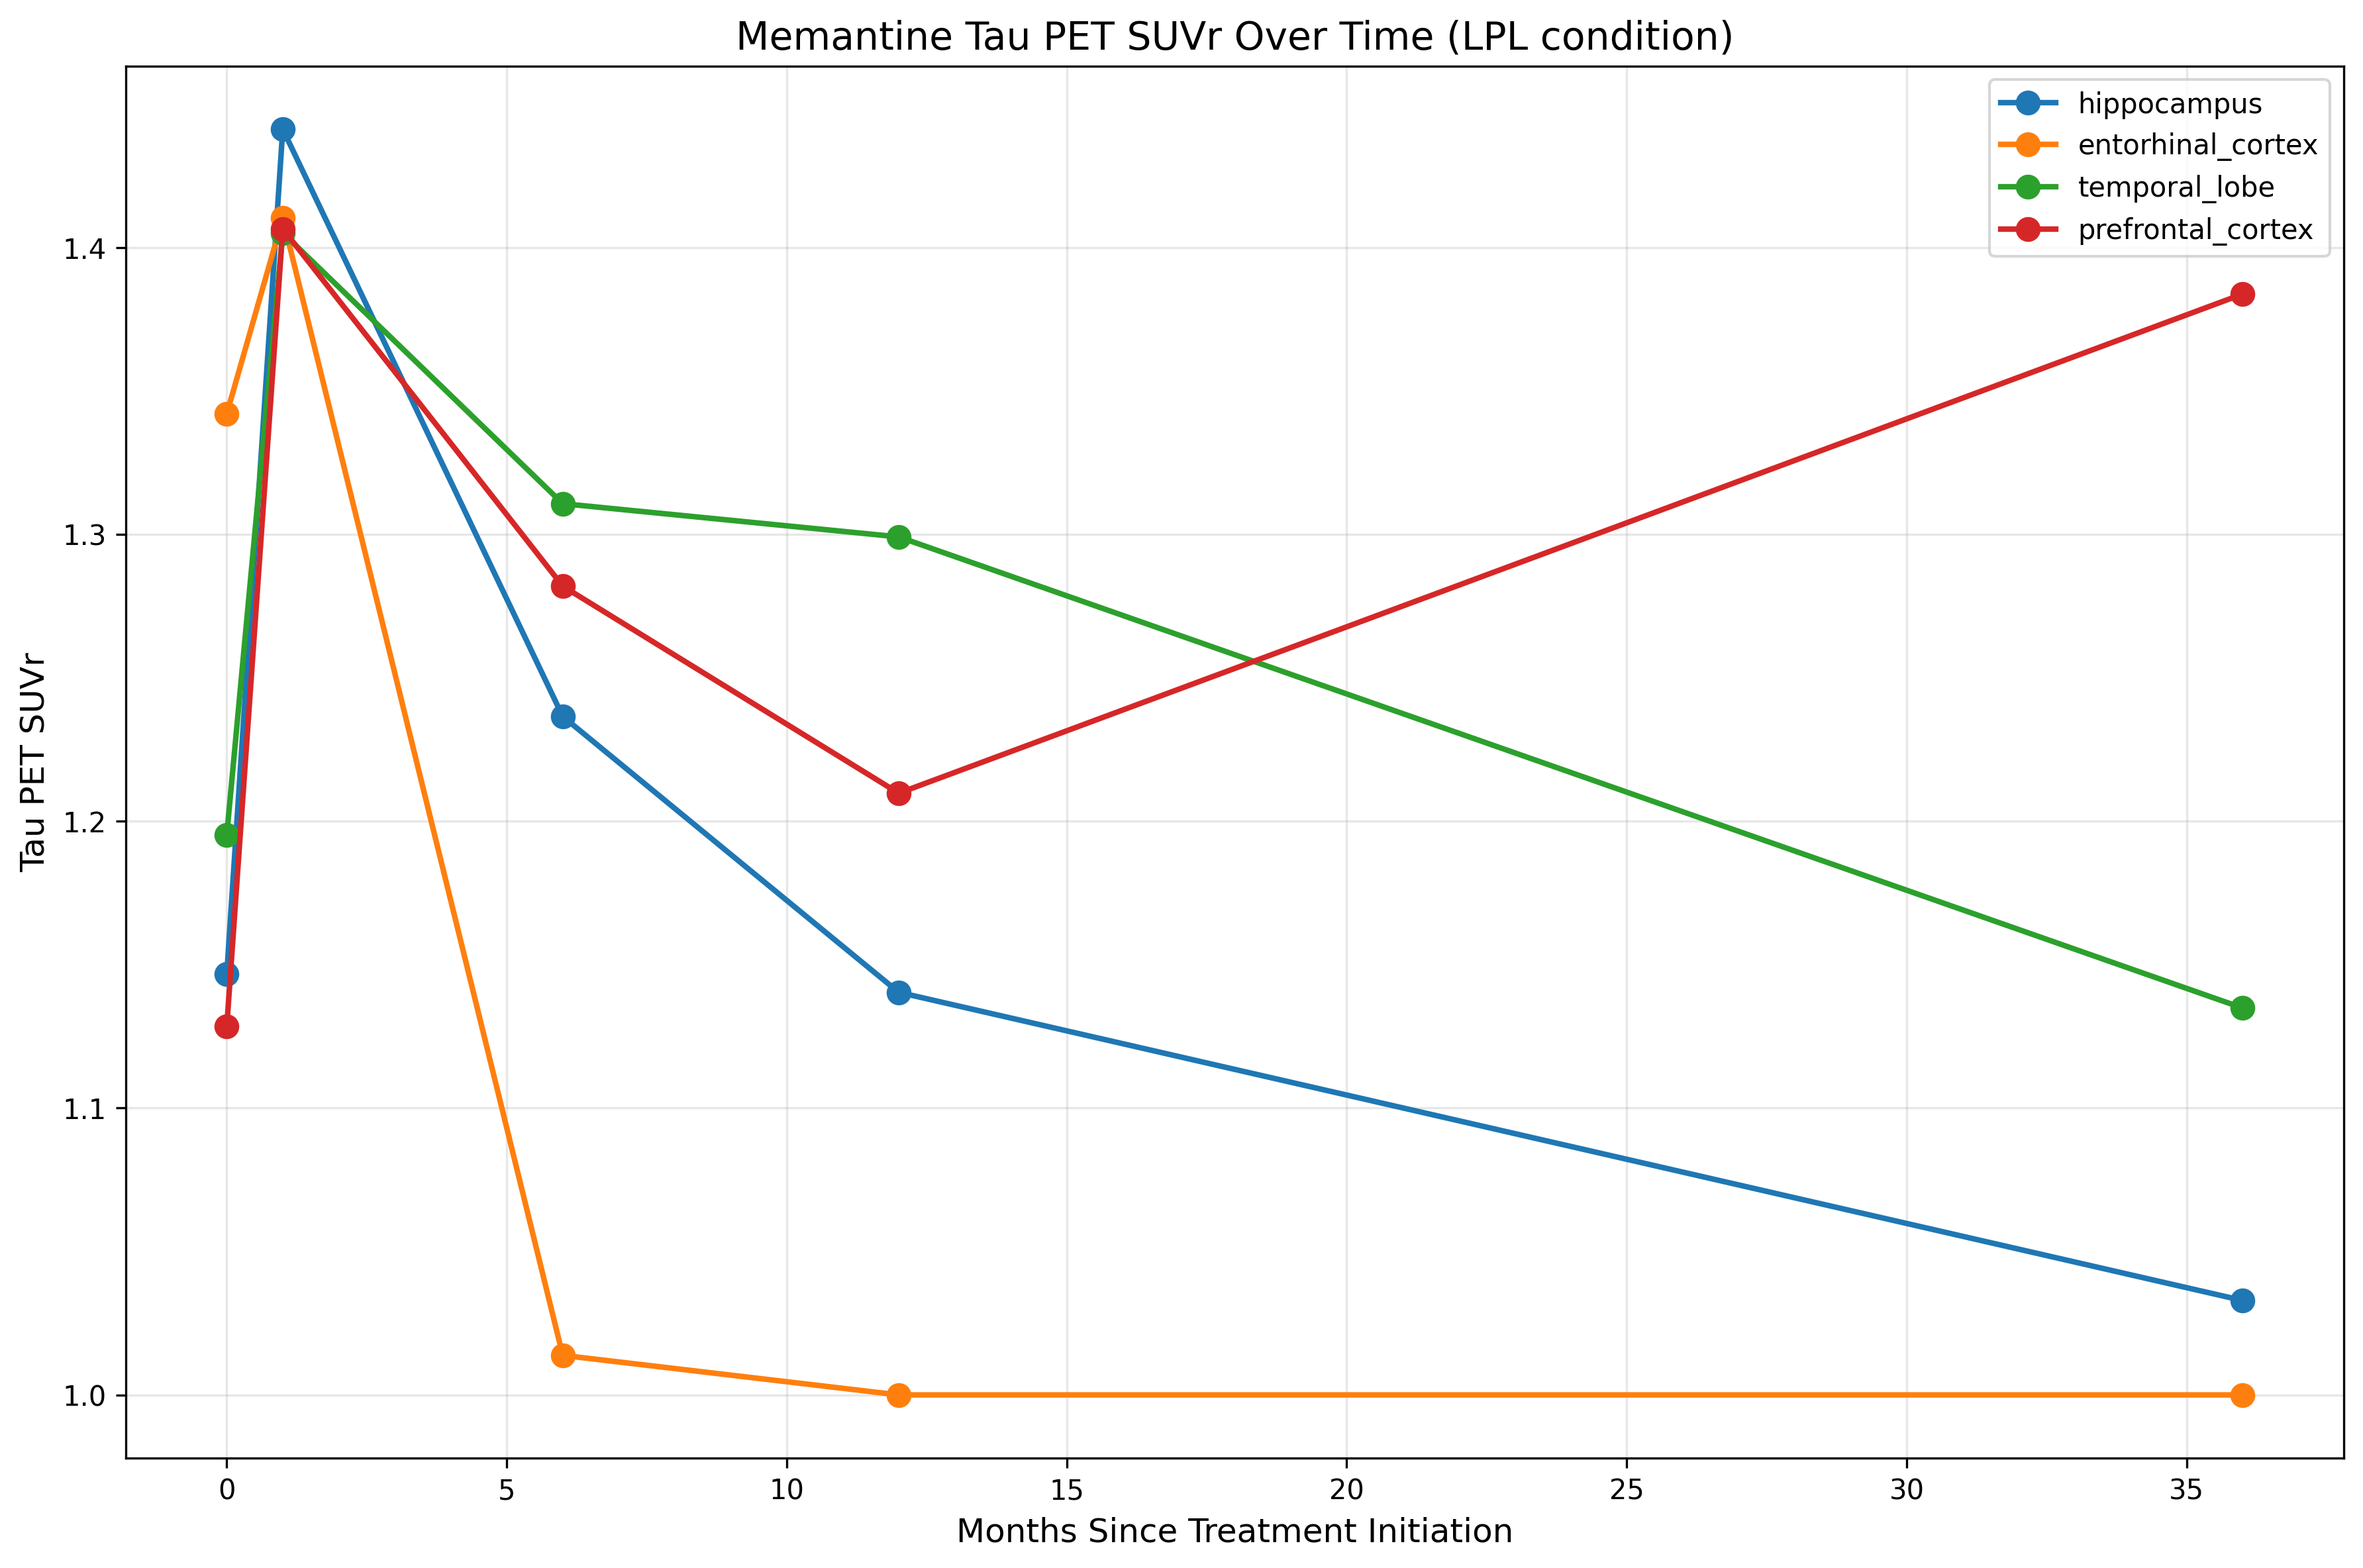 Memantine Tau PET SUVr Over Time (LPL condition)
hippocampus
entorhinal_cortex
temporal_lobe
prefrontal_cortex
Tau PET SUVr
1.4
1.3
1.2
1.1
1.0
0 5 10 15 20 25 30 35
Months Since Treatment Initiation